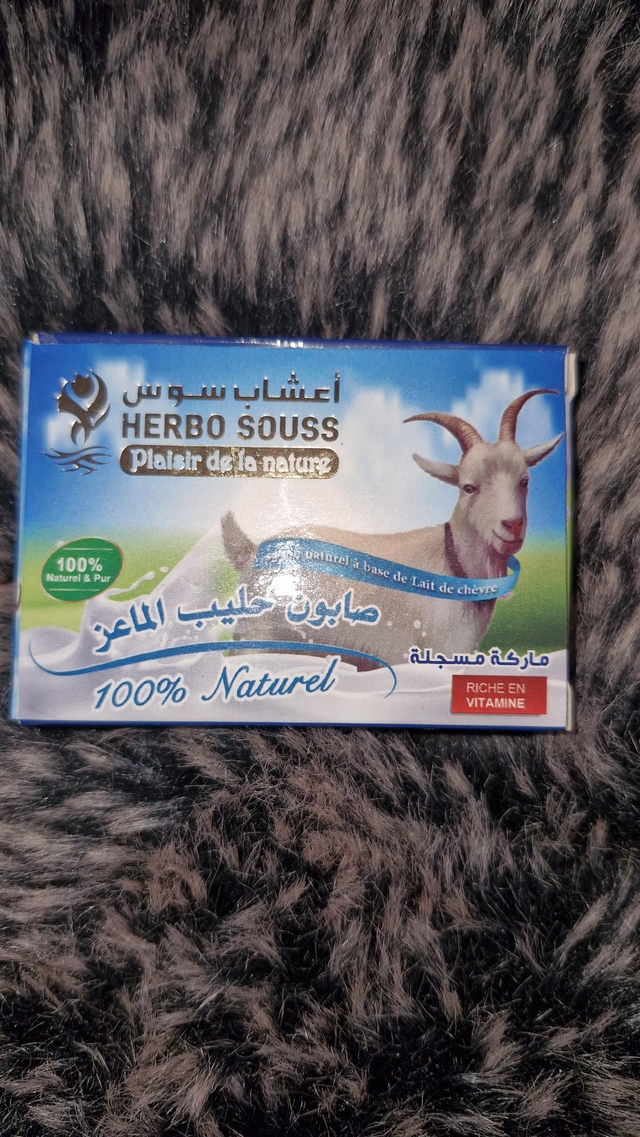 أعشاب سوس
HERBO SOUSS
Plaisir de la nature
100%
Naturel & Pur
naturel à base de Lait de chèvre
صابون حليب الماعز
100% Naturel
ماركة مسجلة
RICHE EN
VITAMINE